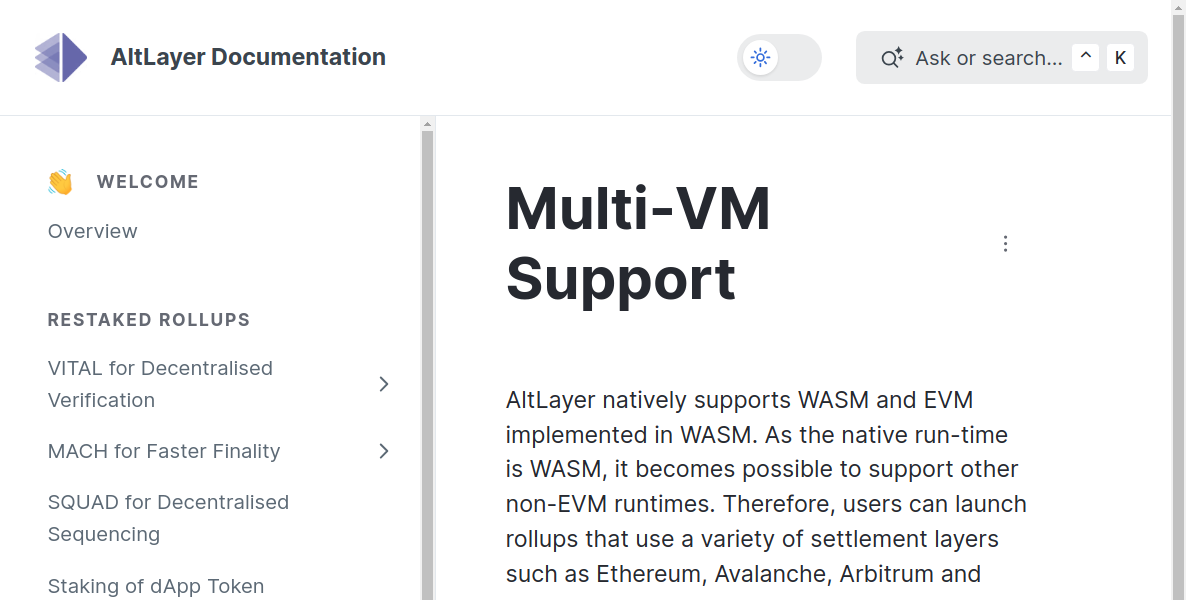 AltLayer Documentation
Ask or search...
^ K
WELCOME
Overview
RESTAKED ROLLUPS
VITAL for Decentralised
Verification
MACH for Faster Finality
SQUAD for Decentralised
Sequencing
Staking of dApp Token
Multi-VM
Support
AltLayer natively supports WASM and EVM
implemented in WASM. As the native run-time
is WASM, it becomes possible to support other
non-EVM runtimes. Therefore, users can launch
rollups that use a variety of settlement layers
such as Ethereum, Avalanche, Arbitrum and